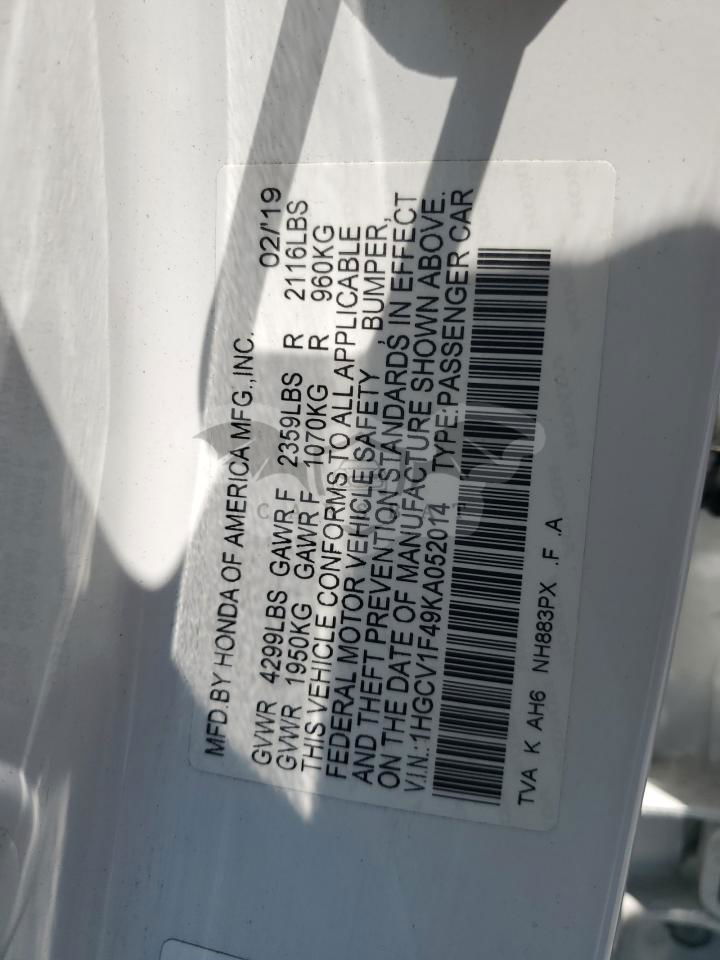 MFD.BY HONDA OF AMERICA MFG.,INC. 02/'19
GVWR 4299LBS GAWR F 2359LBS R 2116LBS
GVWR 1950KG GAWR F 1070KG R 960KG
THIS VEHICLE CONFORMS TO ALL APPLICABLE
FEDERAL MOTOR VEHICLE SAFETY, BUMPER,
AND THEFT PREVENTION STANDARDS IN EFFECT
ON THE DATE OF MANUFACTURE SHOWN ABOVE.
V.I.N.:1HGCV1F49KA052014 TYPE:PASSENGER CAR
TVA K AH6 NH883PX .F .A